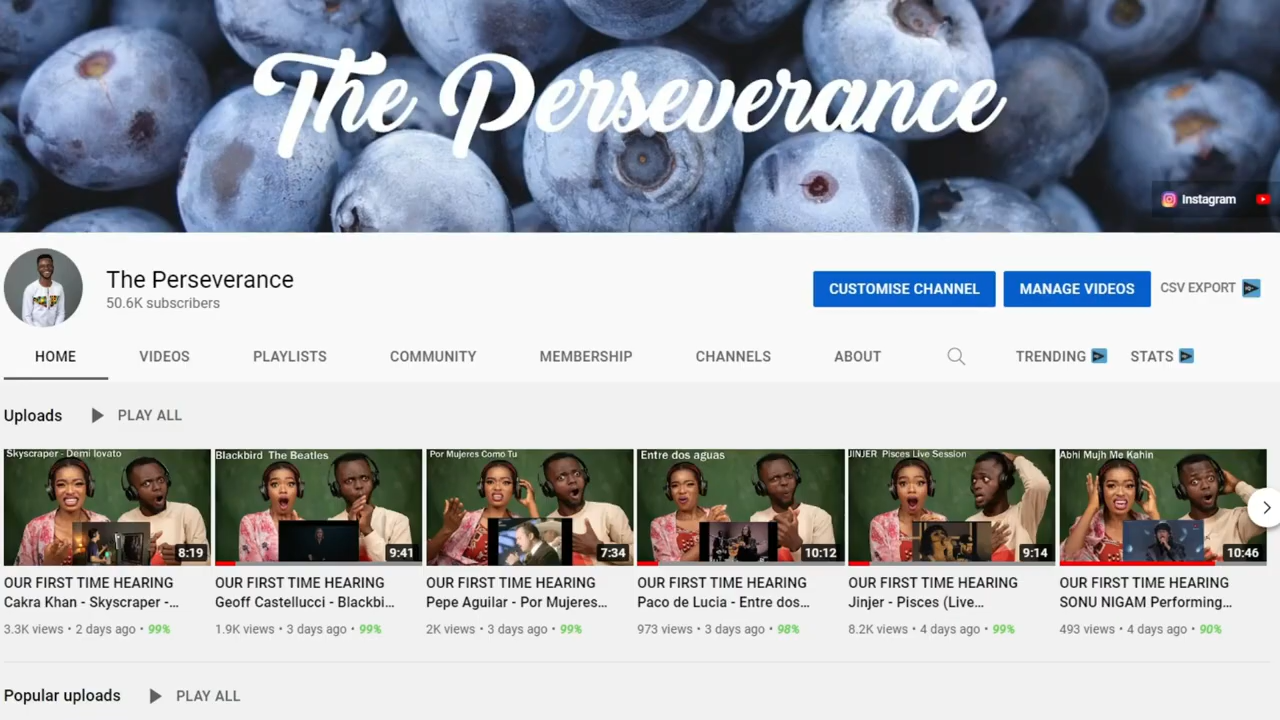 The Perseverance
Instagram
The Perseverance
50.6K subscribers
CUSTOMISE CHANNEL
MANAGE VIDEOS
CSV EXPORT
HOME
VIDEOS
PLAYLISTS
COMMUNITY
MEMBERSHIP
CHANNELS
ABOUT
TRENDING
STATS
Uploads
PLAY ALL
Skyscraper - Demi lovato
8:19
OUR FIRST TIME HEARING
Cakra Khan - Skyscraper -...
3.3K views • 2 days ago • 99%
Blackbird The Beatles
9:41
OUR FIRST TIME HEARING
Geoff Castellucci - Blackbi...
1.9K views • 3 days ago • 99%
Por Mujeres Como Tu
7:34
OUR FIRST TIME HEARING
Pepe Aguilar - Por Mujeres...
2K views • 3 days ago • 99%
Entre dos aguas
10:12
OUR FIRST TIME HEARING
Paco de Lucia - Entre dos...
973 views • 3 days ago • 98%
JINJER Pisces Live Session
9:14
OUR FIRST TIME HEARING
Jinjer - Pisces (Live...
8.2K views • 4 days ago • 99%
Abhi Mujh Me Kahin
10:46
OUR FIRST TIME HEARING
SONU NIGAM Performing...
493 views • 4 days ago • 90%
Popular uploads
PLAY ALL